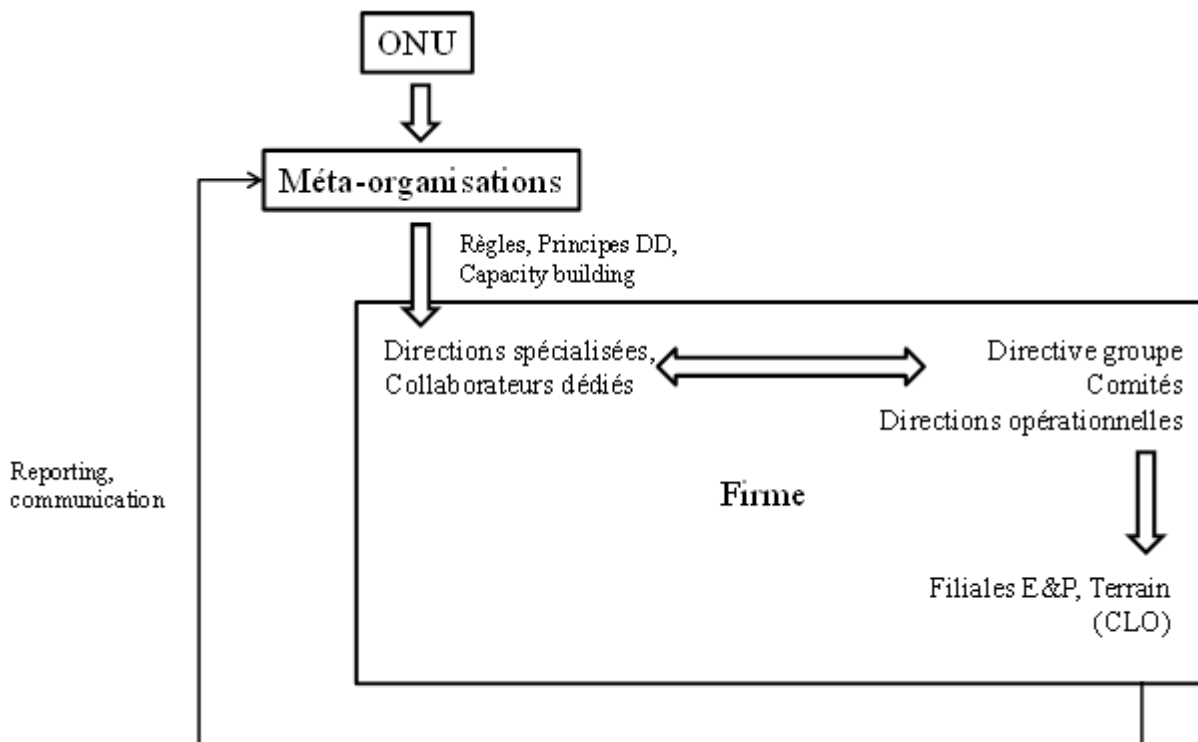 ONU
Méta-organisations
Règles, Principes DD,
Capacity building
Directions spécialisées,
Collaborateurs dédiés
Directive groupe
Comités
Directions opérationnelles
Reporting,
communication
Firme
Filiales E&P, Terrain
(CLO)